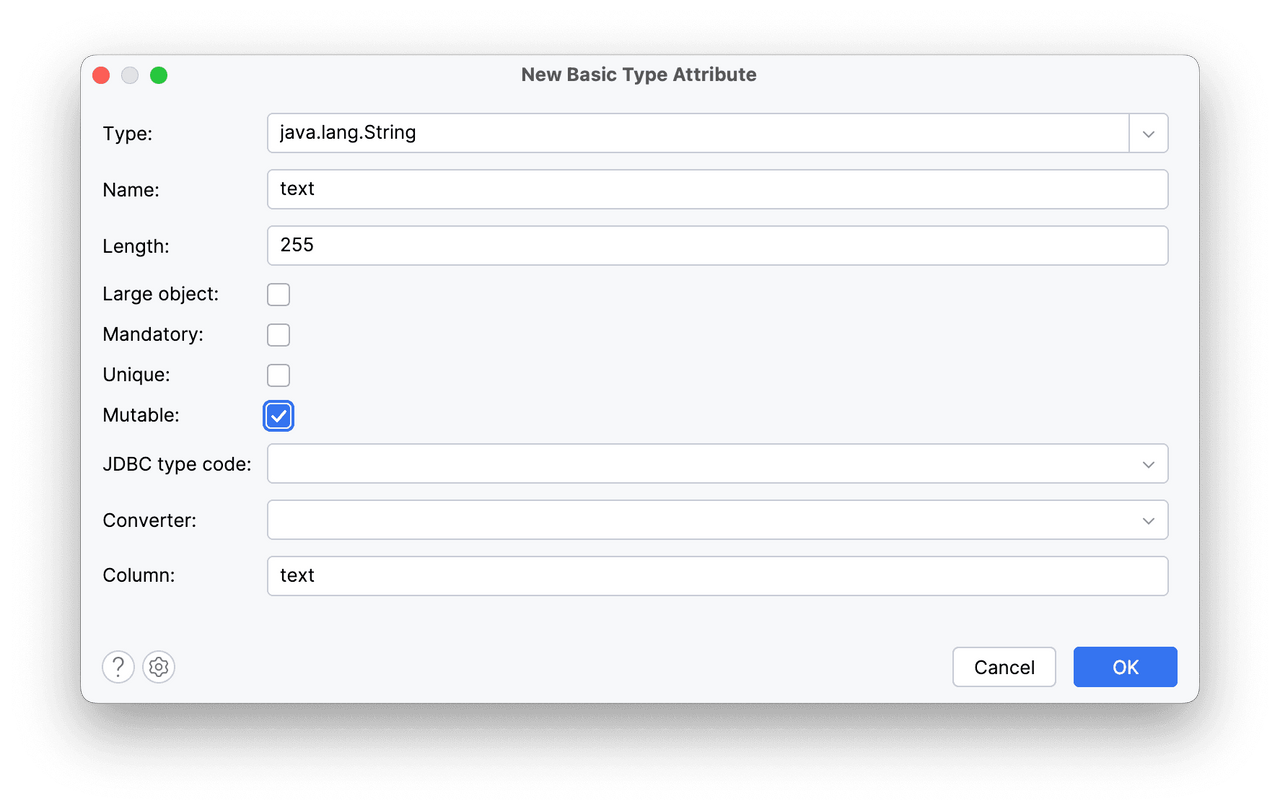 New Basic Type Attribute
Type: java.lang.String
Name: text
Length: 255
Large object:
Mandatory:
Unique:
Mutable:
JDBC type code:
Converter:
Column: text
? Cancel OK